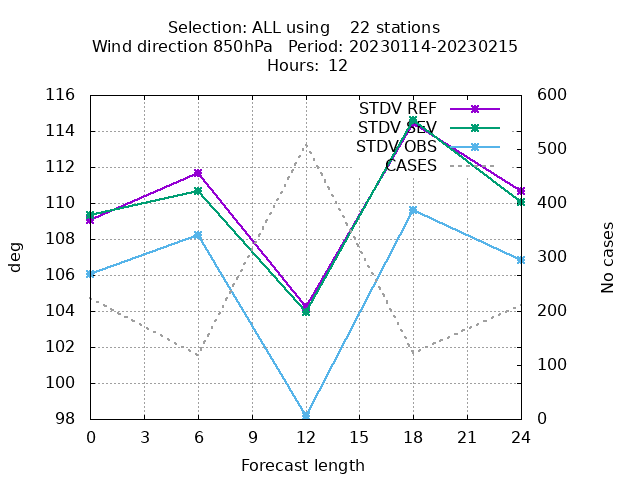 Selection: ALL using    22 stations
Wind direction 850hPa   Period: 20230114-20230215
Hours: 12
STDV REF
STDV SEV
STDV OBS
CASES
116
114
112
110
108
106
104
102
100
98
600
500
400
300
200
100
0
deg
No cases
0 3 6 9 12 15 18 21 24
Forecast length